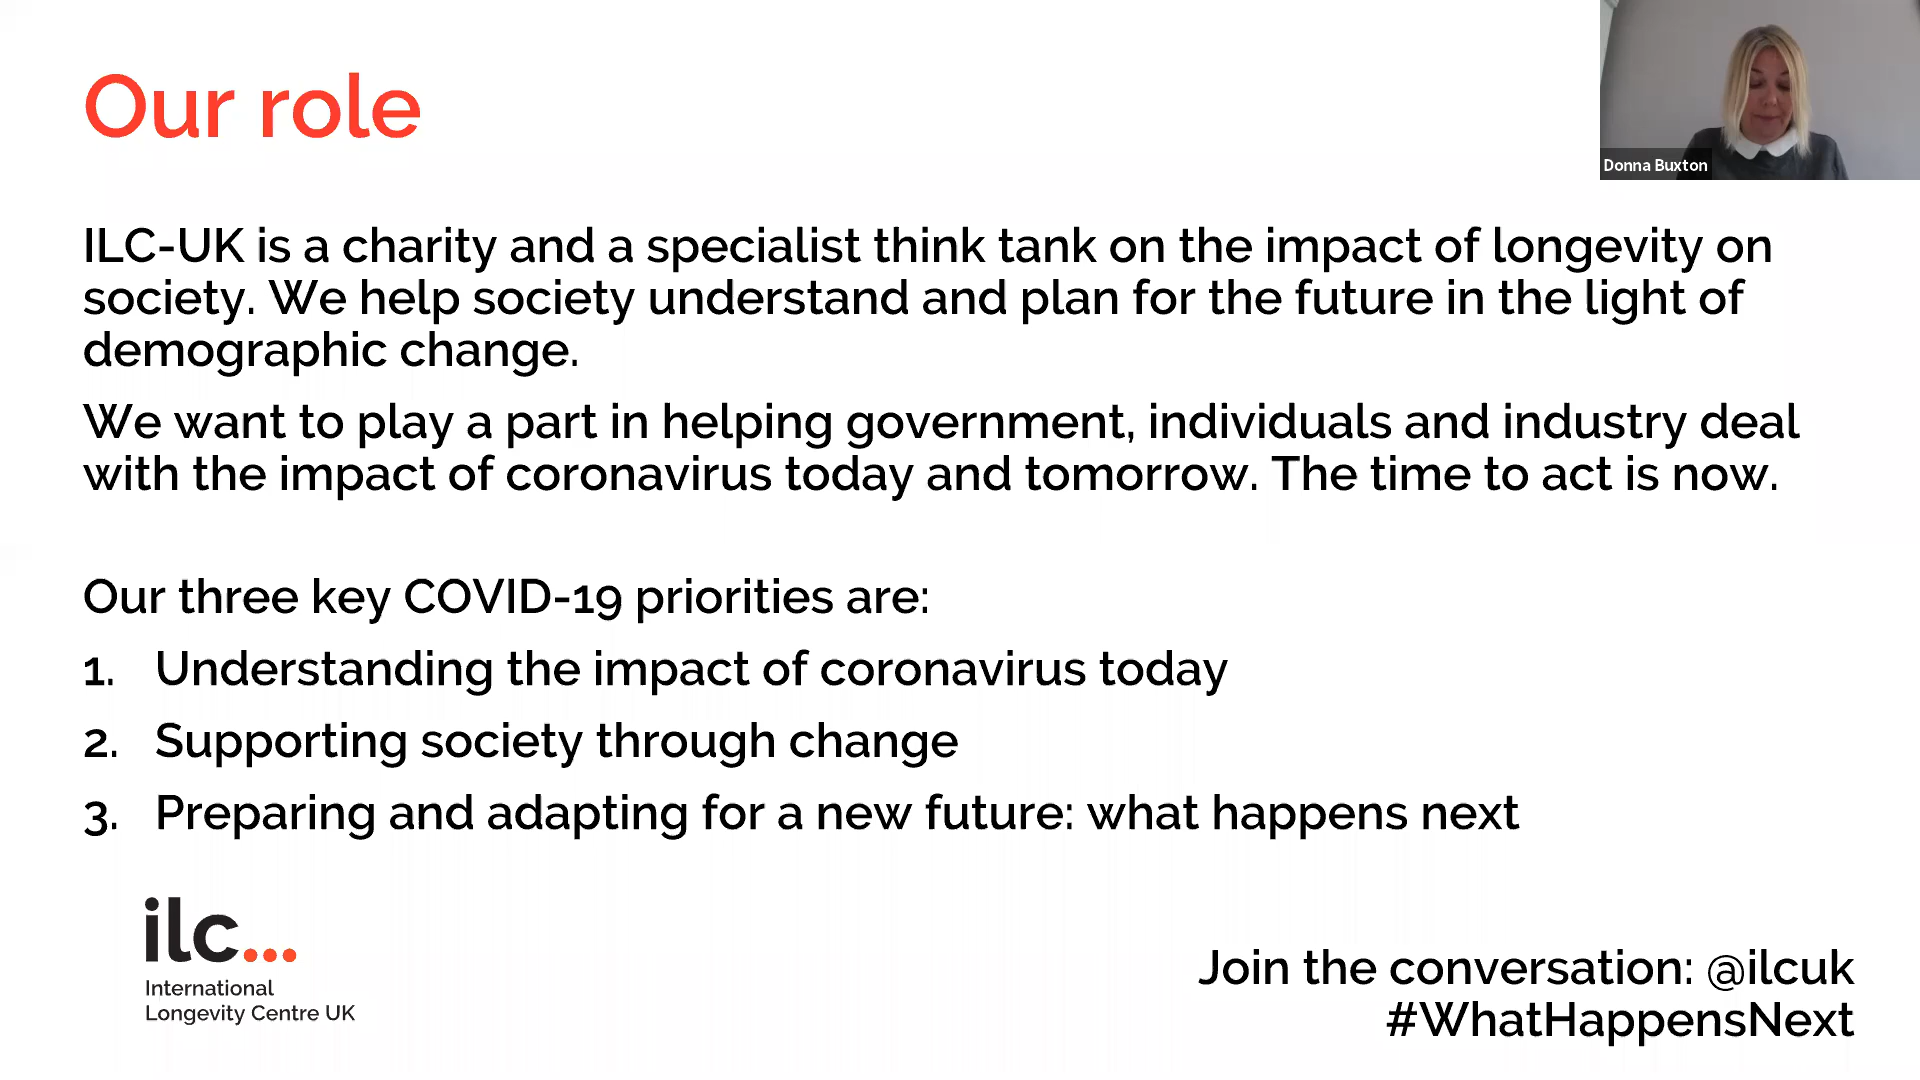 Our role
Donna Buxton
ILC-UK is a charity and a specialist think tank on the impact of longevity on
society. We help society understand and plan for the future in the light of
demographic change.
We want to play a part in helping government, individuals and industry deal
with the impact of coronavirus today and tomorrow. The time to act is now.
Our three key COVID-19 priorities are:
1. Understanding the impact of coronavirus today
2. Supporting society through change
3. Preparing and adapting for a new future: what happens next
ilc...
International
Longevity Centre UK
Join the conversation: @ilcuk
#WhatHappensNext